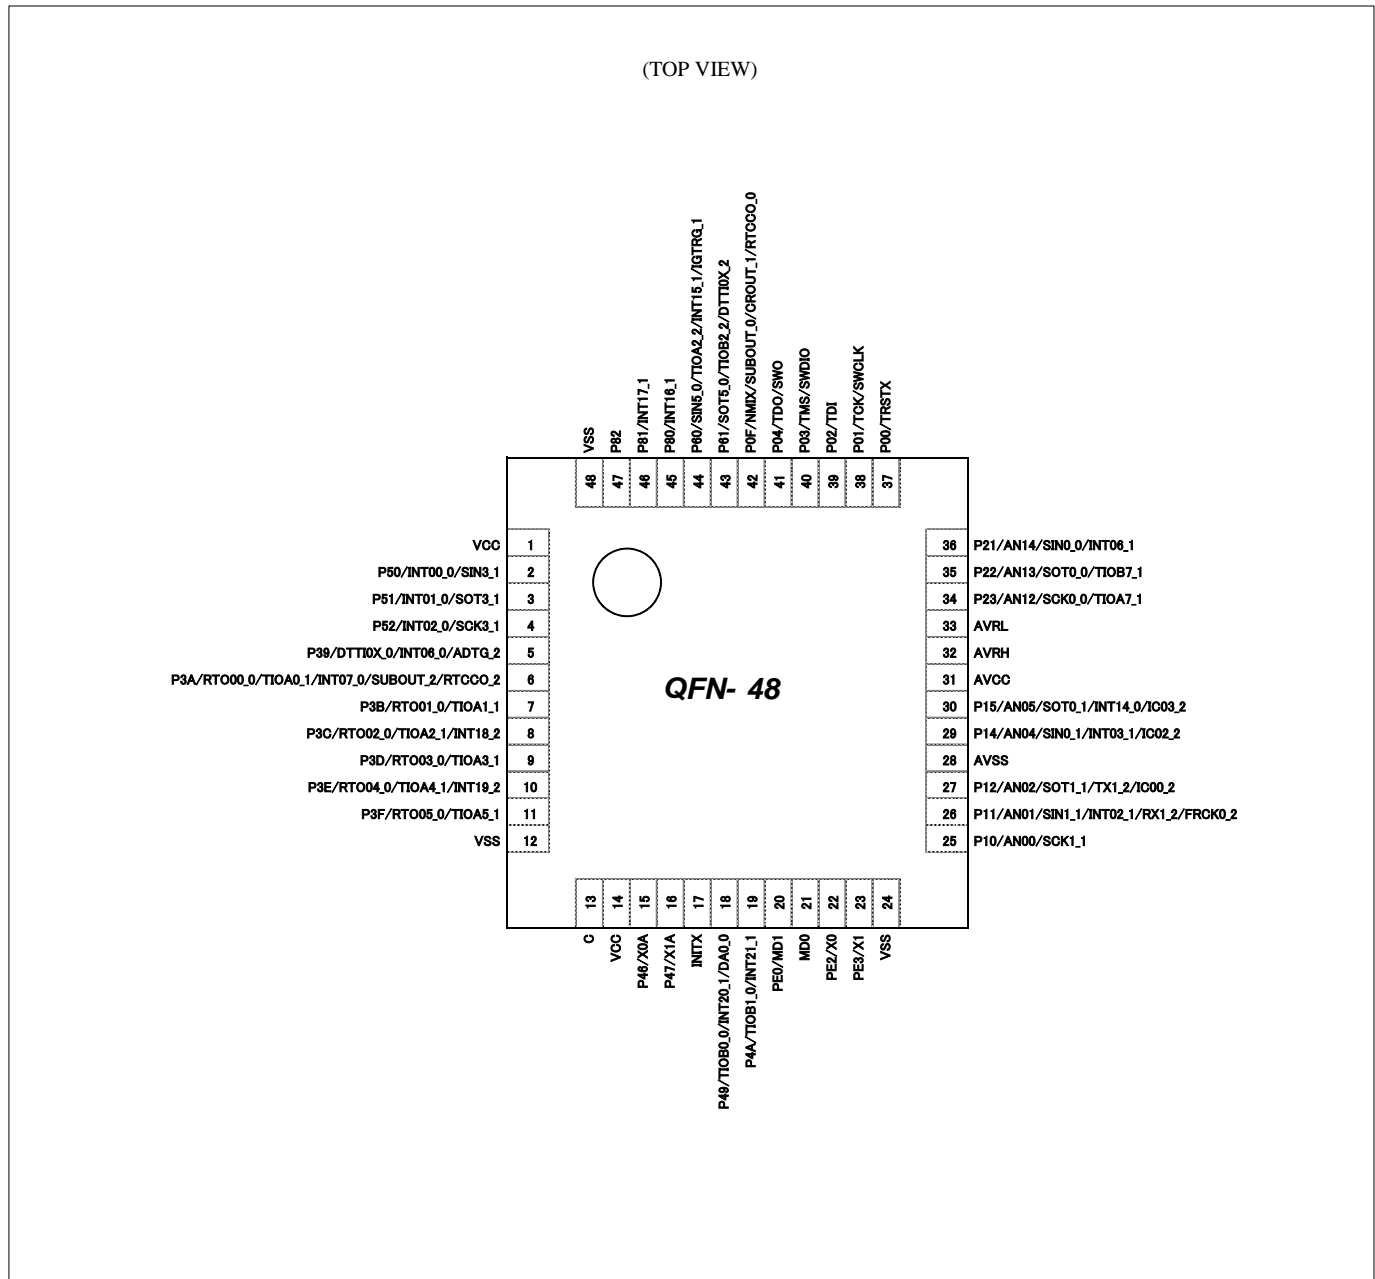 (TOP VIEW)
VSS
P82
P81/INT17_1
P80/INT16_1
P60/SIN5_0/TIOA2_2/INT15_1/IGTRG_1
P61/SOT5_0/TIOB2_2/DTTI0X_2
P0F/NMIX/SUBOUT_0/CROUT_1/RTCCO_0
P04/TDO/SWO
P03/TMS/SWDIO
P02/TDI
P01/TCK/SWCLK
P00/TRSTX
48 47 46 45 44 43 42 41 40 39 38 37
VCC 1
P50/INT00_0/SIN3_1 2
P51/INT01_0/SOT3_1 3
P52/INT02_0/SCK3_1 4
P39/DTTI0X_0/INT06_0/ADTG_2 5
P3A/RTO00_0/TIOA0_1/INT07_0/SUBOUT_2/RTCCO_2 6
P3B/RTO01_0/TIOA1_1 7
P3C/RTO02_0/TIOA2_1/INT18_2 8
P3D/RTO03_0/TIOA3_1 9
P3E/RTO04_0/TIOA4_1/INT19_2 10
P3F/RTO05_0/TIOA5_1 11
VSS 12
QFN- 48
36 P21/AN14/SIN0_0/INT06_1
35 P22/AN13/SOT0_0/TIOB7_1
34 P23/AN12/SCK0_0/TIOA7_1
33 AVRL
32 AVRH
31 AVCC
30 P15/AN05/SOT0_1/INT14_0/IC03_2
29 P14/AN04/SIN0_1/INT03_1/IC02_2
28 AVSS
27 P12/AN02/SOT1_1/TX1_2/IC00_2
26 P11/AN01/SIN1_1/INT02_1/RX1_2/FRCK0_2
25 P10/AN00/SCK1_1
13 14 15 16 17 18 19 20 21 22 23 24
C
VCC
P46/X0A
P47/X1A
INITX
P49/TIOB0_0/INT20_1/DA0_0
P4A/TIOB1_0/INT21_1
PE0/MD1
MD0
PE2/X0
PE3/X1
VSS